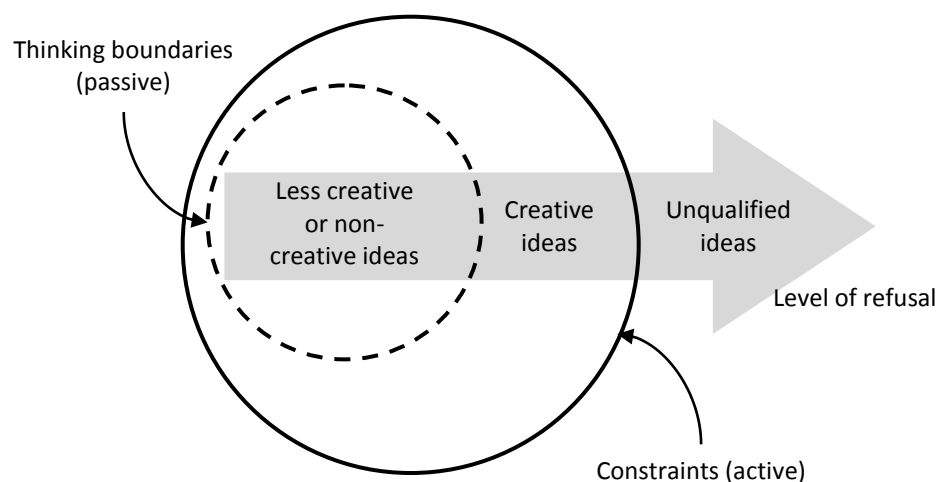 Thinking boundaries
(passive)
Less creative
or non-
creative ideas
Creative
ideas
Unqualified
ideas
Level of refusal
Constraints (active)